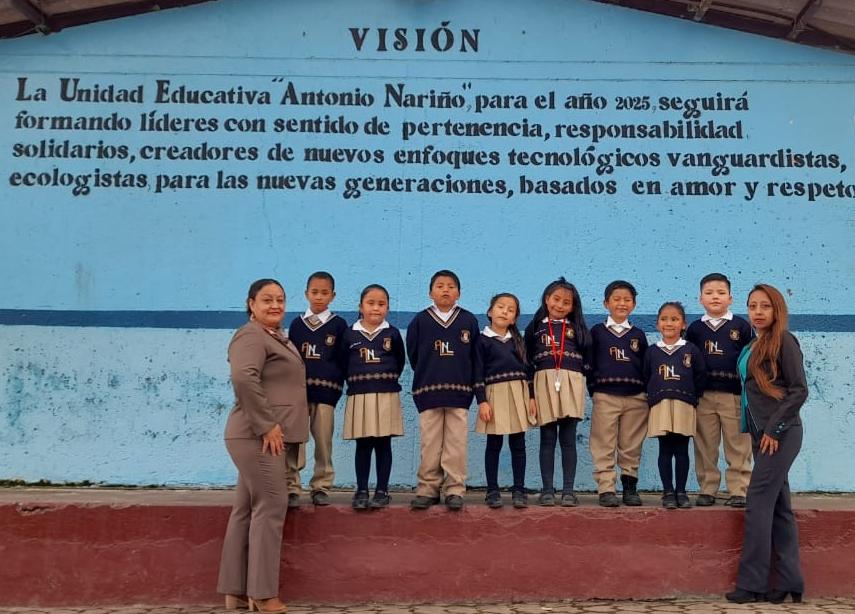 VISIÓN
La Unidad Educativa "Antonio Nariño", para el año 2025, seguirá
formando líderes con sentido de pertenencia, responsabilidad
solidarios, creadores de nuevos enfoques tecnológicos vanguardistas,
ecologistas para las nuevas generaciones, basados en amor y respeto